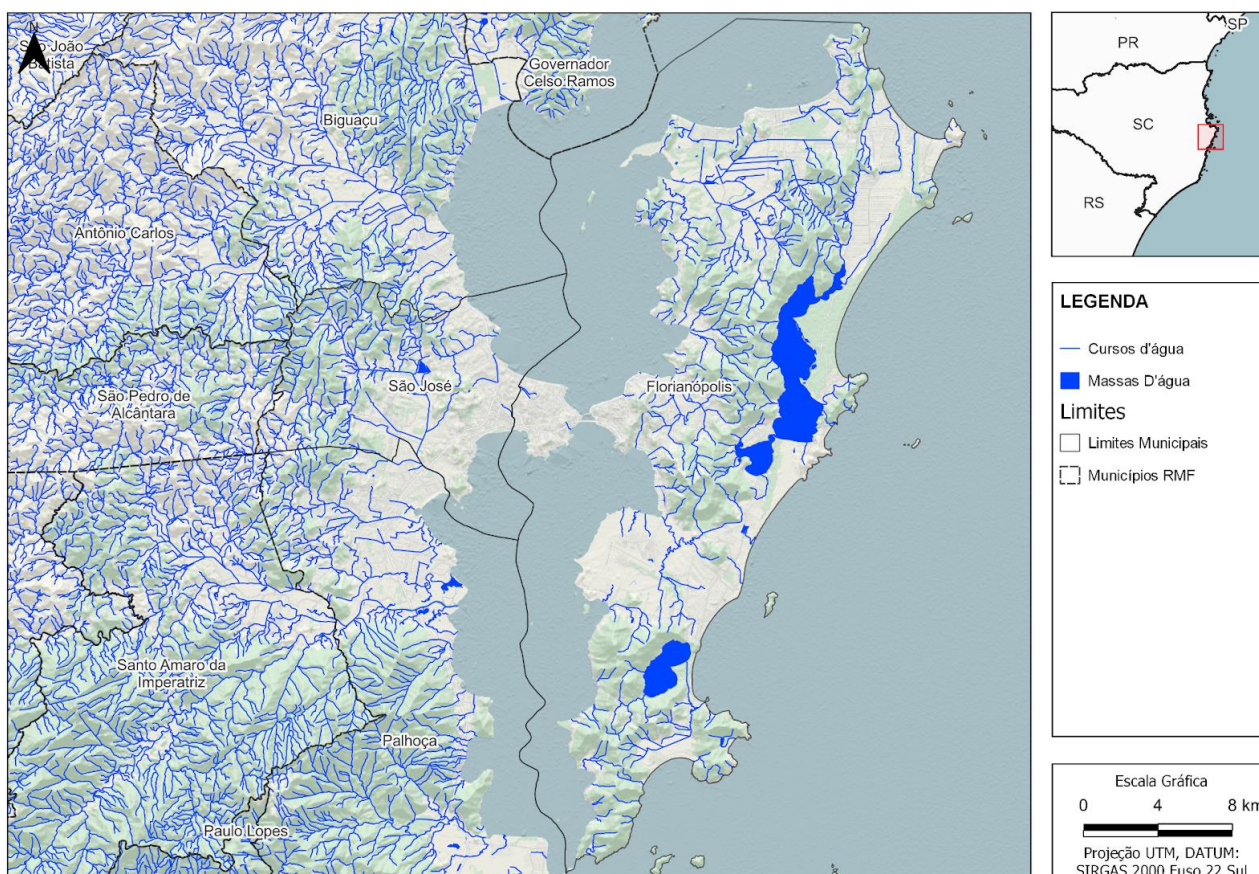 N
São João
Batista
Governador
Celso Ramos
Biguaçu
Antônio Carlos
São José
Florianópolis
São Pedro de
Alcântara
Santo Amaro da
Imperatriz
Palhoça
Paulo Lopes
SP
PR
SC
RS
LEGENDA
Cursos d'água
Massas D'água
Limites
Limites Municipais
Municípios RMF
Escala Gráfica
0 4 8 km
Projeção UTM, DATUM:
SIRGAS 2000 Fuso 22 Sul